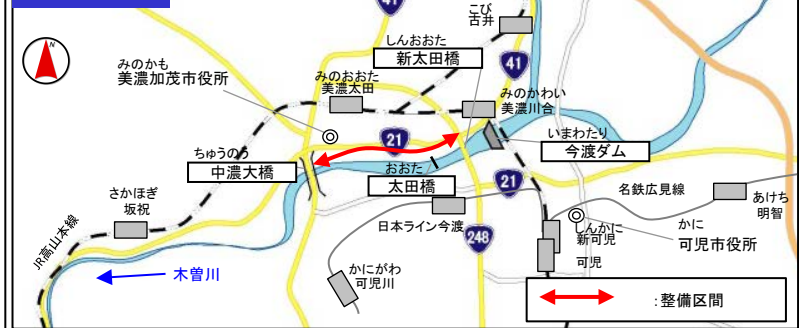 41
こび
古井
N
しんおおた
新太田橋
みのかも
美濃加茂市役所
みのおおた
美濃太田
41
みのかわい
美濃川合
21
いまわたり
今渡ダム
ちゅうのう
中濃大橋
おおた
太田橋
21
名鉄広見線
あけち
明智
さかほぎ
坂祝
日本ライン今渡
しんかに
新可児
かに
可児市役所
JR高山本線
248
木曽川
かにがわ
可児川
可児
:整備区間